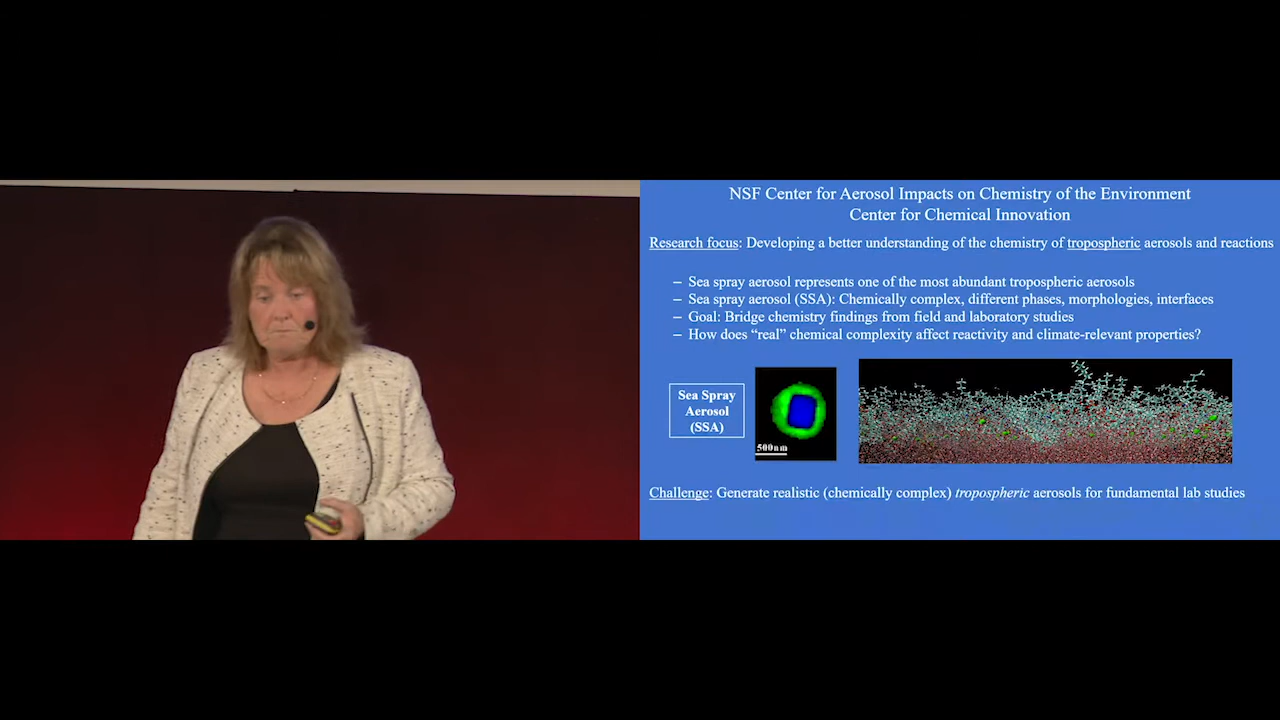 NSF Center for Aerosol Impacts on Chemistry of the Environment
Center for Chemical Innovation
Research focus: Developing a better understanding of the chemistry of tropospheric aerosols and reactions
– Sea spray aerosol represents one of the most abundant tropospheric aerosols
– Sea spray aerosol (SSA): Chemically complex, different phases, morphologies, interfaces
– Goal: Bridge chemistry findings from field and laboratory studies
– How does “real” chemical complexity affect reactivity and climate-relevant properties?
Sea Spray
Aerosol
(SSA)
500nm
Challenge: Generate realistic (chemically complex) tropospheric aerosols for fundamental lab studies